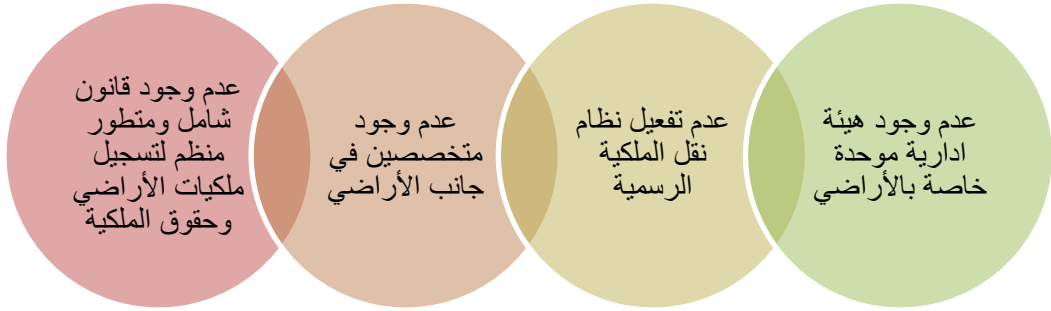 عدم وجود هيئة
ادارية موحدة
خاصة بالأراضي
عدم تفعيل نظام
نقل الملكية
الرسمية
عدم وجود
متخصصين في
جانب الأراضي
عدم وجود قانون
شامل ومتطور
منظم لتسجيل
ملكيات الأراضي
وحقوق الملكية